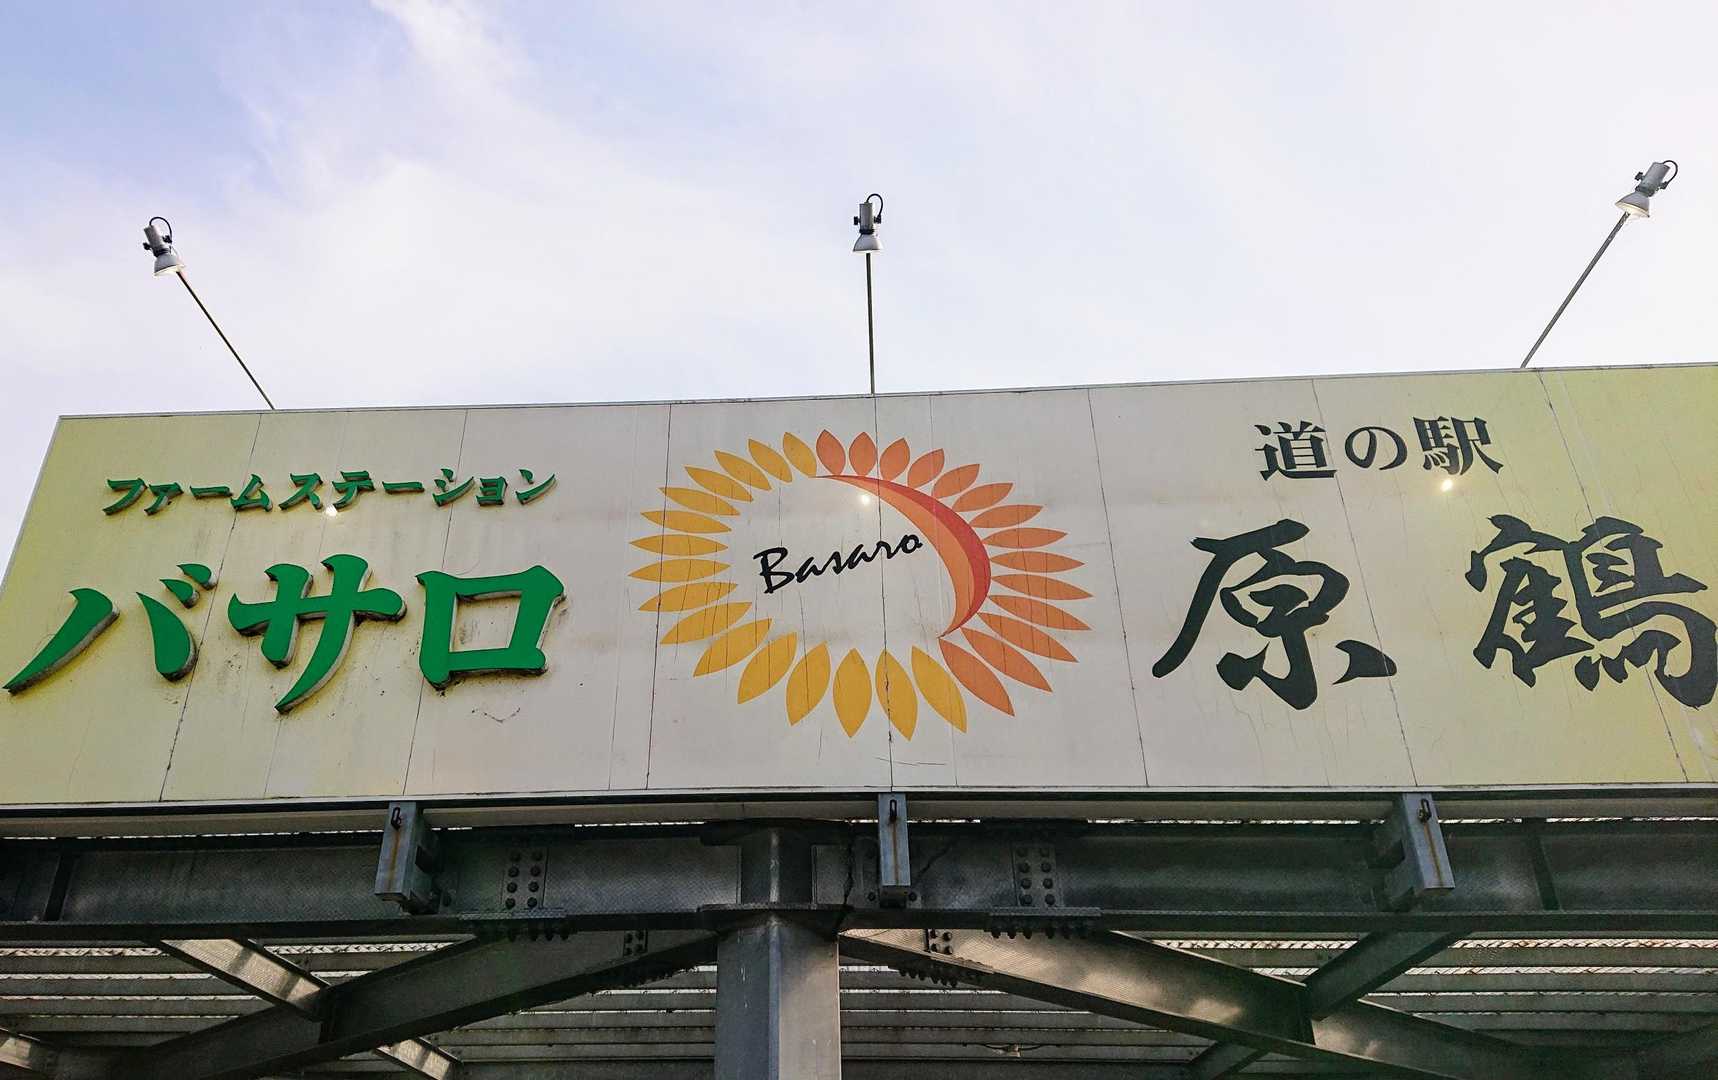 ファームステーション
バサロ
Basaro
道の駅
原鶴